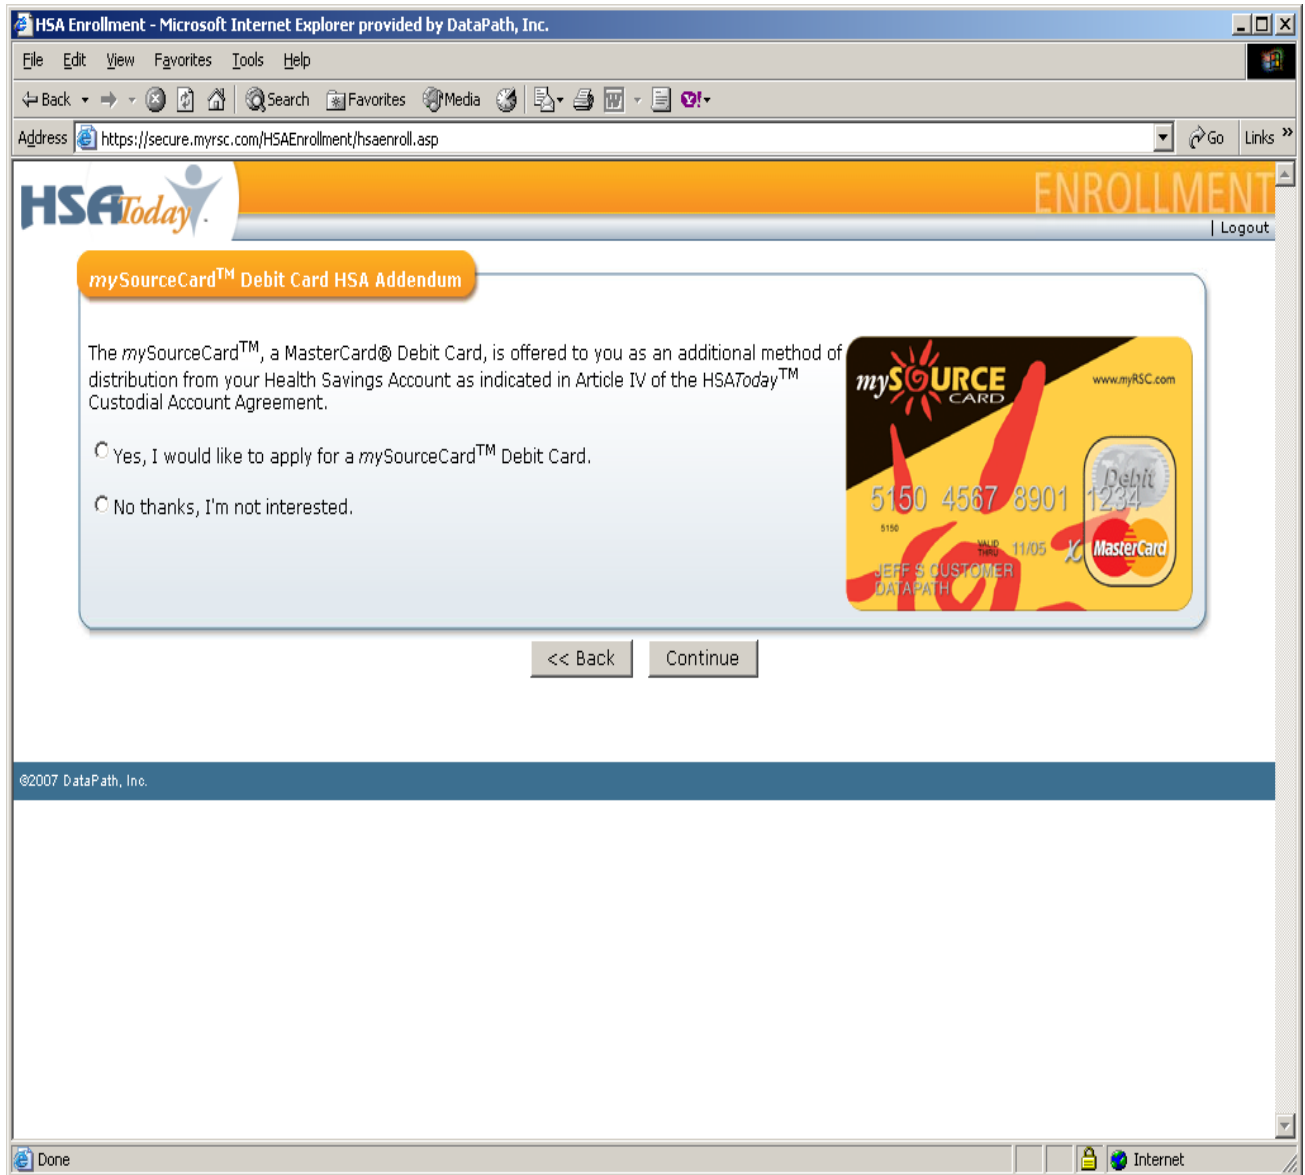 HSA Enrollment - Microsoft Internet Explorer provided by DataPath, Inc.
File Edit View Favorites Tools Help
Back Search Favorites Media
Address https://secure.myrsc.com/HSAEnrollment/hsaenroll.asp Go Links »
HSAToday. ENROLLMENT
| Logout
mySourceCard™ Debit Card HSA Addendum
The mySourceCard™, a MasterCard® Debit Card, is offered to you as an additional method of
distribution from your Health Savings Account as indicated in Article IV of the HSAToday™
Custodial Account Agreement.
Yes, I would like to apply for a mySourceCard™ Debit Card.
No thanks, I'm not interested.
mySOURCE www.myRSC.com
CARD
Debit
5150 4567 8901 1234
5150
VALID THRU 11/05 MasterCard
JEFF S CUSTOMER
DATAPATH
<< Back Continue
©2007 DataPath, Inc.
Done Internet